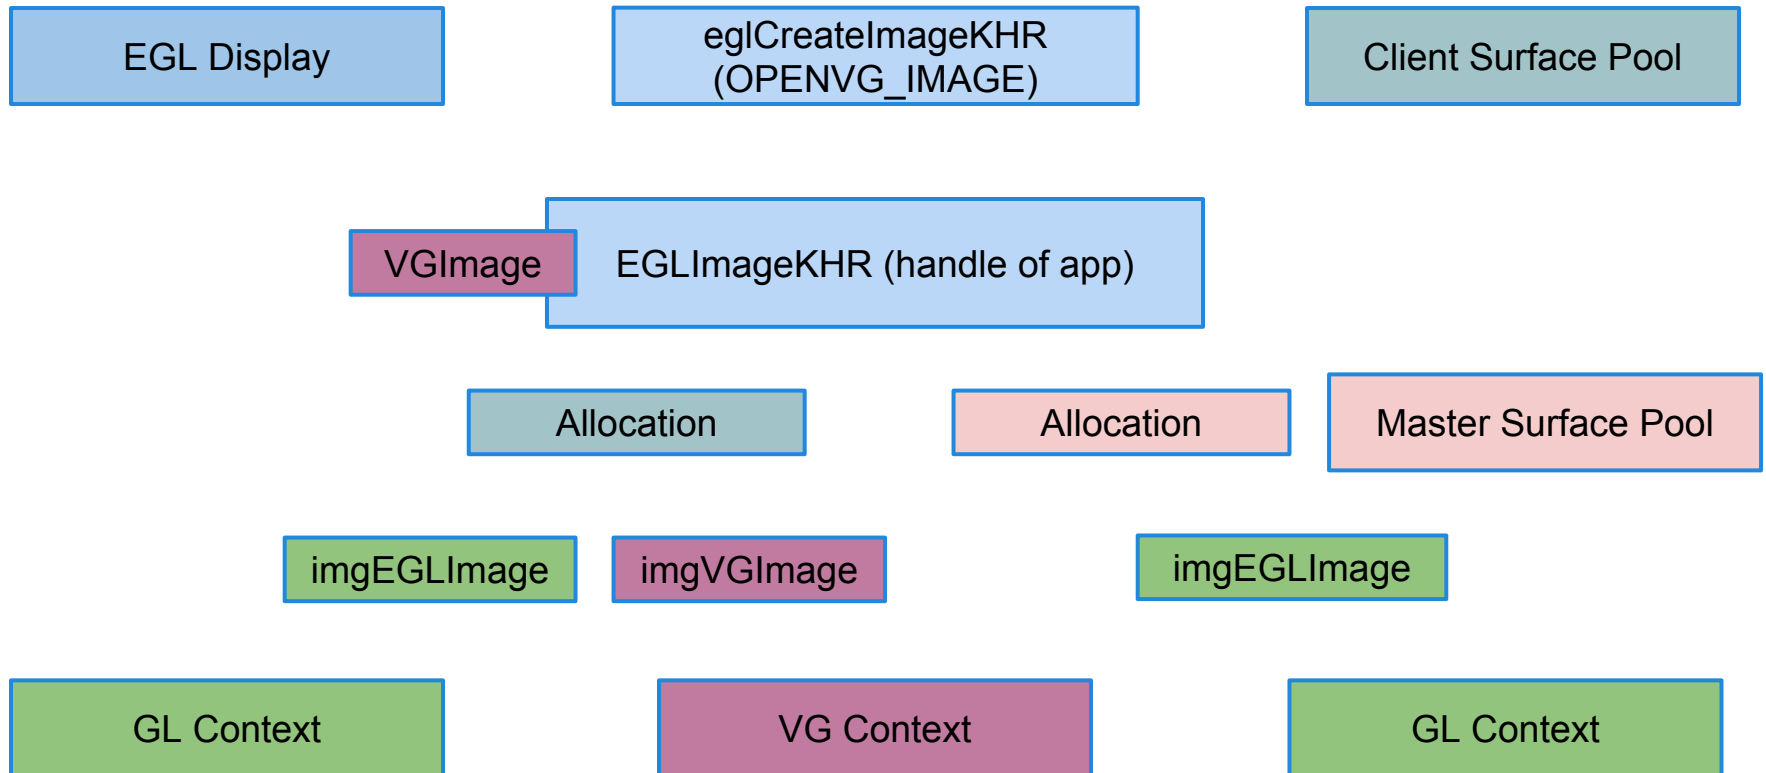 EGL Display
eglCreateImageKHR
(OPENVG_IMAGE)
Client Surface Pool
VGImage
EGLImageKHR (handle of app)
Allocation
Allocation
Master Surface Pool
imgEGLImage
imgVGImage
imgEGLImage
GL Context
VG Context
GL Context